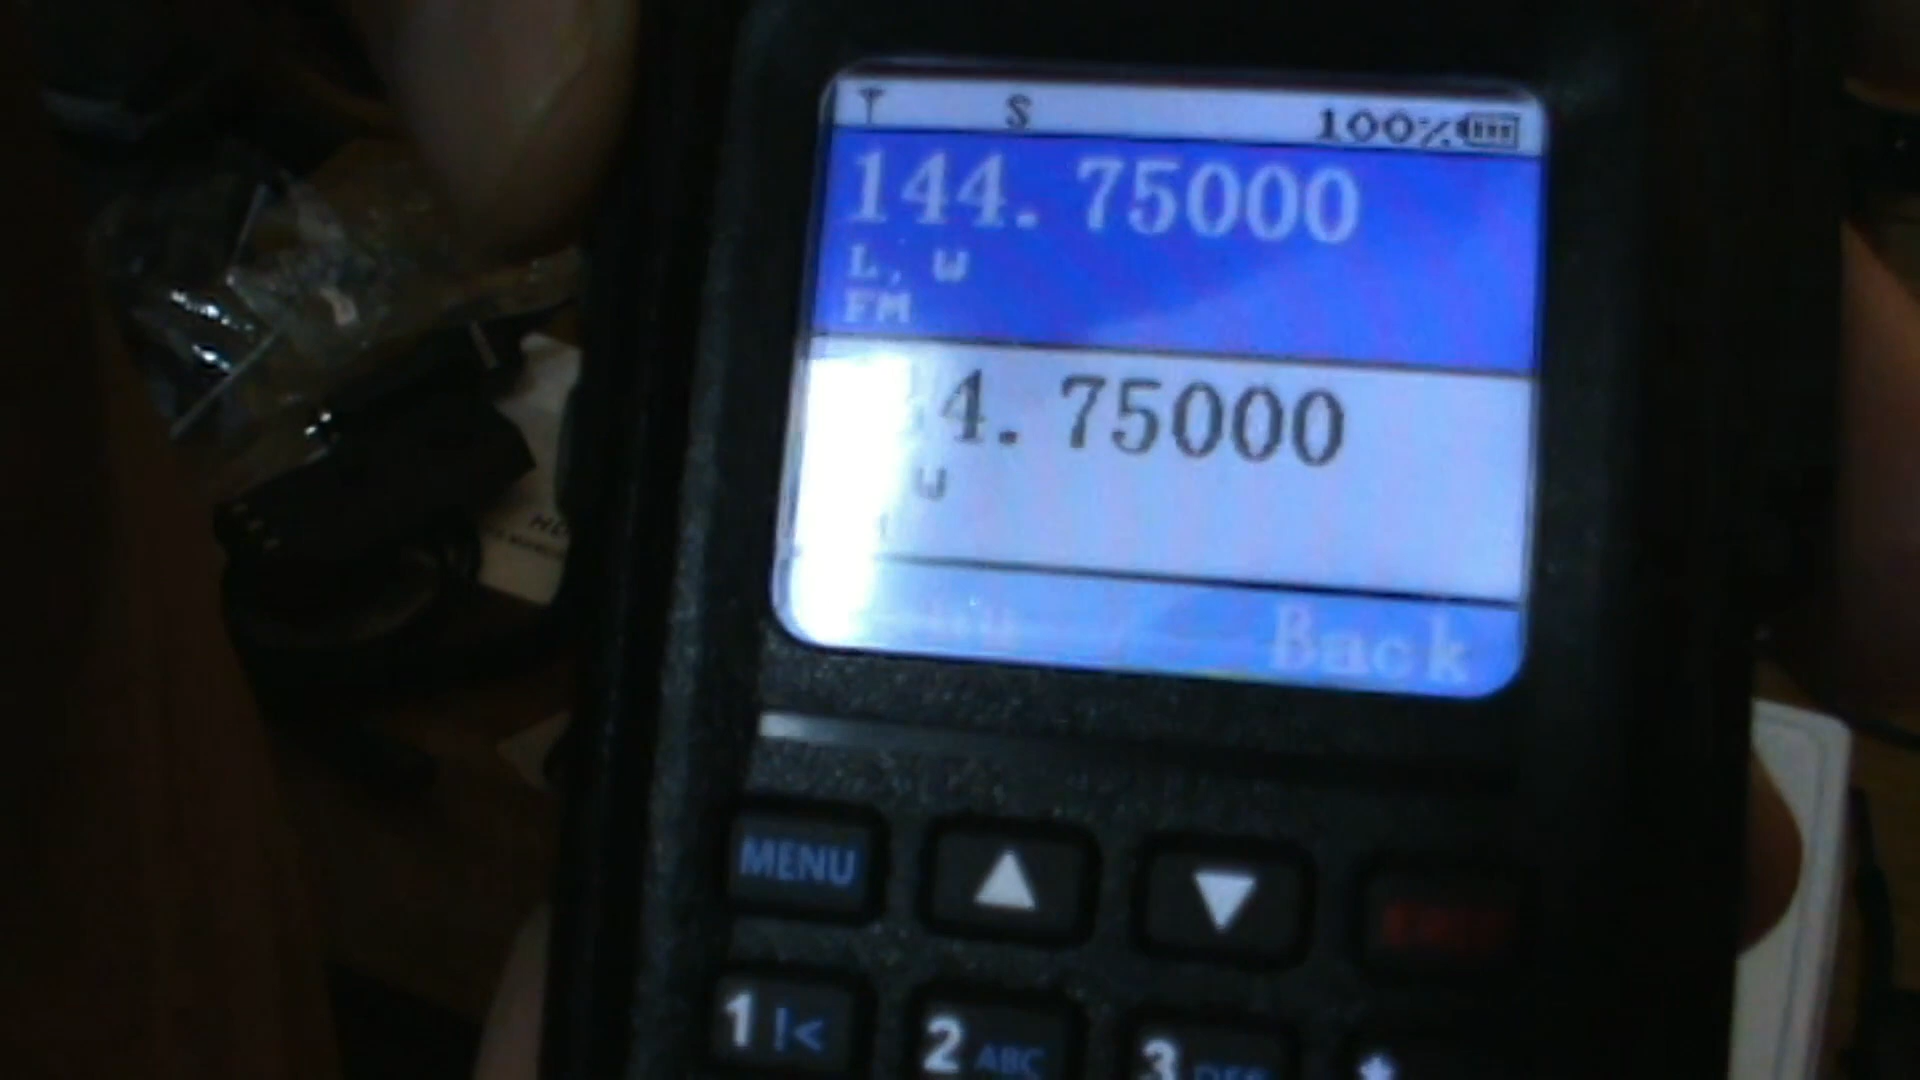 S 100%
144.75000
L, W
FM
4.75000
W
Back
MENU
1 !< 2 ABC 3 DEF *